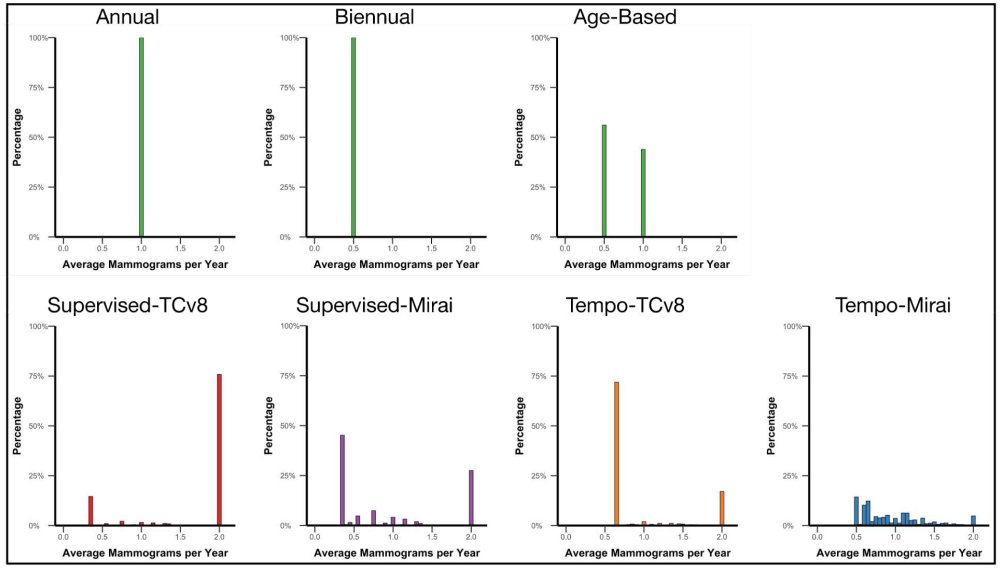 Annual
Biennual
Age-Based
100%
75%
50%
25%
0%
Percentage
0.0 0.5 1.0 1.5 2.0
Average Mammograms per Year
100%
75%
50%
25%
0%
Percentage
0.0 0.5 1.0 1.5 2.0
Average Mammograms per Year
100%
75%
50%
25%
0%
Percentage
0.0 0.5 1.0 1.5 2.0
Average Mammograms per Year
Supervised-TCv8
Supervised-Mirai
Tempo-TCv8
Tempo-Mirai
100%
75%
50%
25%
0%
Percentage
0.0 0.5 1.0 1.5 2.0
Average Mammograms per Year
100%
75%
50%
25%
0%
Percentage
0.0 0.5 1.0 1.5 2.0
Average Mammograms per Year
100%
75%
50%
25%
0%
Percentage
0.0 0.5 1.0 1.5 2.0
Average Mammograms per Year
100%
75%
50%
25%
0%
Percentage
0.0 0.5 1.0 1.5 2.0
Average Mammograms per Year